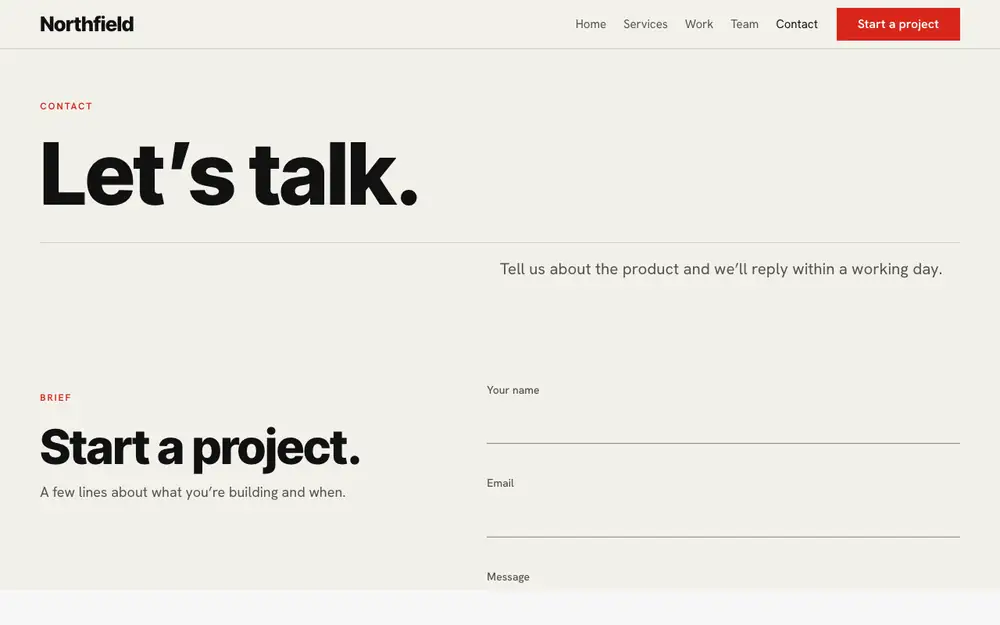 Northfield
Home Services Work Team Contact Start a project
CONTACT
Let’s talk.
Tell us about the product and we’ll reply within a working day.
BRIEF
Start a project.
A few lines about what you’re building and when.
Your name
Email
Message